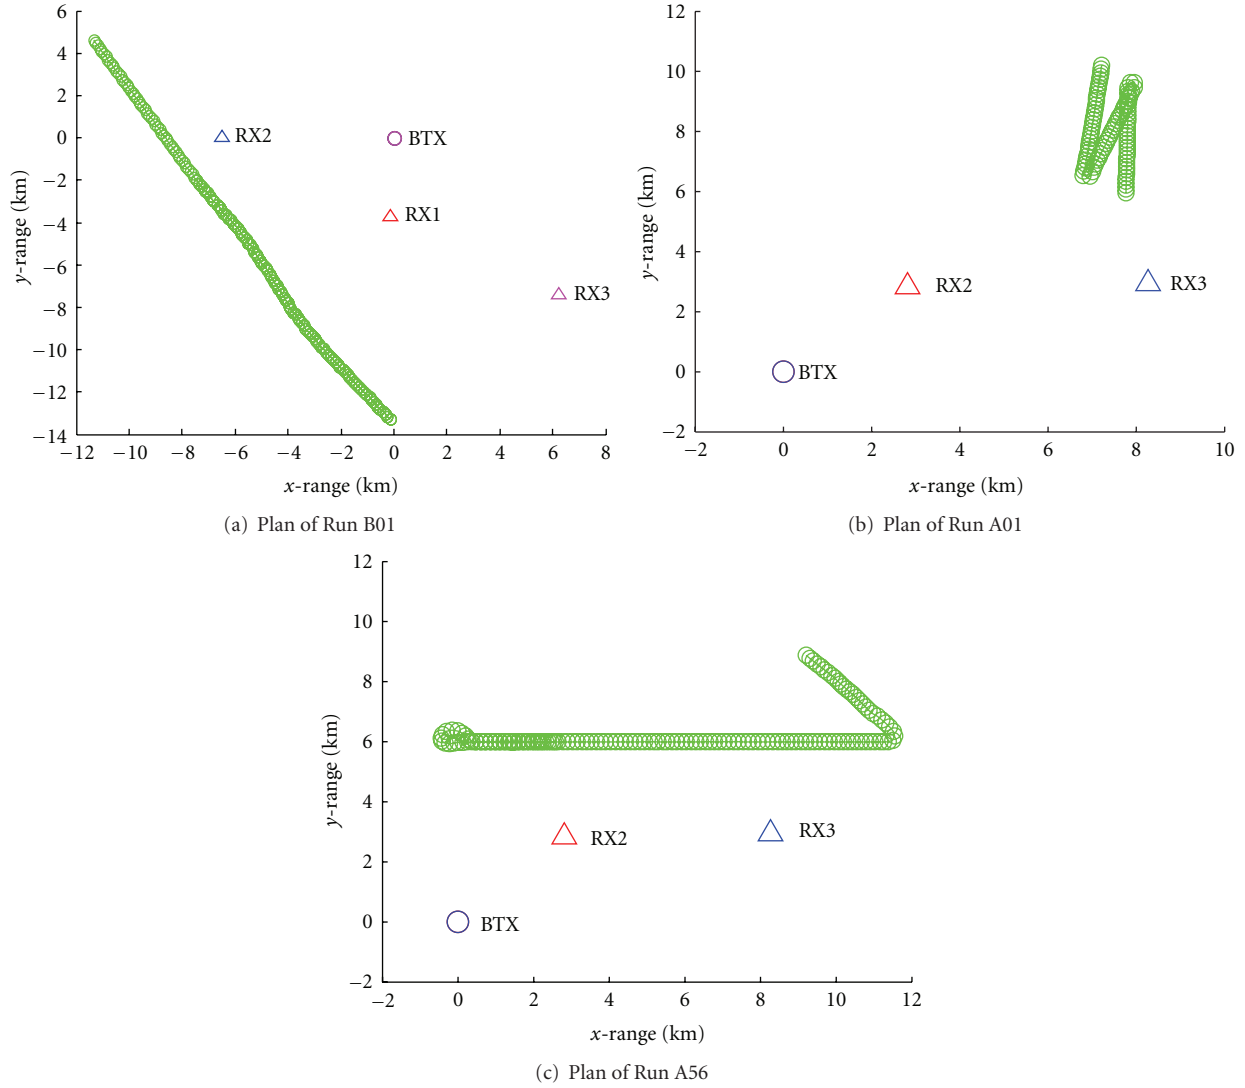 6
4
2
0
−2
−4
−6
−8
−10
−12
−14
y-range (km)
RX2
BTX
RX1
RX3
−12 −10 −8 −6 −4 −2 0 2 4 6 8
x-range (km)
(a) Plan of Run B01
12
10
8
6
4
2
0
−2
y-range (km)
RX2
RX3
BTX
−2 0 2 4 6 8 10
x-range (km)
(b) Plan of Run A01
12
10
8
6
4
2
0
−2
y-range (km)
RX2
RX3
BTX
−2 0 2 4 6 8 10 12
x-range (km)
(c) Plan of Run A56